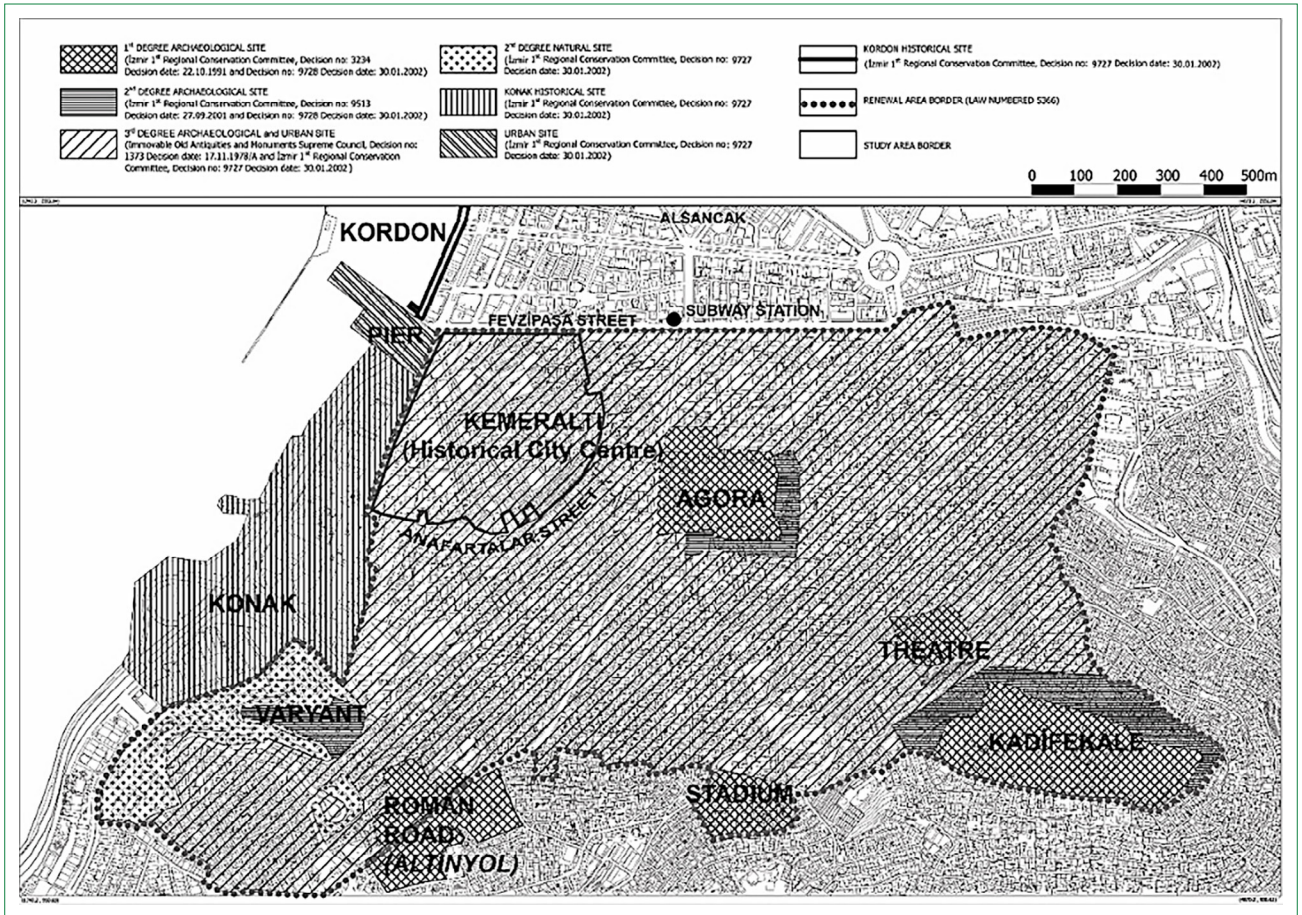 1st DEGREE ARCHAEOLOGICAL SITE
(İzmir 1st Regional Conservation Committee, Decision no: 3234
Decision date: 22.10.1991 and Decision no: 9728 Decision date: 30.01.2002)
2nd DEGREE ARCHAEOLOGICAL SITE
(İzmir 1st Regional Conservation Committee, Decision no: 9513
Decision date: 27.09.2001 and Decision no: 9728 Decision date: 30.01.2002)
3rd DEGREE ARCHAEOLOGICAL and URBAN SITE
(Immovable Old Antiquities and Monuments Supreme Council, Decision no:
1373 Decision date: 17.11.1978/A and İzmir 1st Regional Conservation
Committee, Decision no: 9727 Decision date: 30.01.2002)
2nd DEGREE NATURAL SITE
(İzmir 1st Regional Conservation Committee, Decision no: 9727
Decision date: 30.01.2002)
KONAK HISTORICAL SITE
(İzmir 1st Regional Conservation Committee, Decision no: 9727
Decision date: 30.01.2002)
URBAN SITE
(İzmir 1st Regional Conservation Committee, Decision no: 9727
Decision date: 30.01.2002)
KORDON HISTORICAL SITE
(İzmir 1st Regional Conservation Committee, Decision no: 9727 Decision date: 30.01.2002)
RENEWAL AREA BORDER (LAW NUMBERED 5366)
STUDY AREA BORDER
0 100 200 300 400 500m
ALSANCAK
KORDON
SUBWAY STATION
FEVZİPAŞA STREET
PIER
KEMERALTI
(Historical City Centre)
AGORA
ANAFARTALAR STREET
KONAK
THEATRE
VARYANT
KADİFEKALE
STADIUM
ROMAN
ROAD
(ALTINYOL)